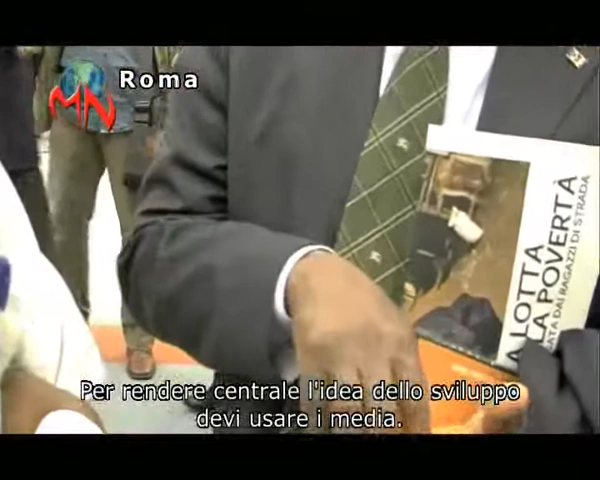 MN
Roma
LA LOTTA
LA POVERTÀ
ATA DAI RAGAZZI DI STRADA
Per rendere centrale l'idea dello sviluppo
devi usare i media.